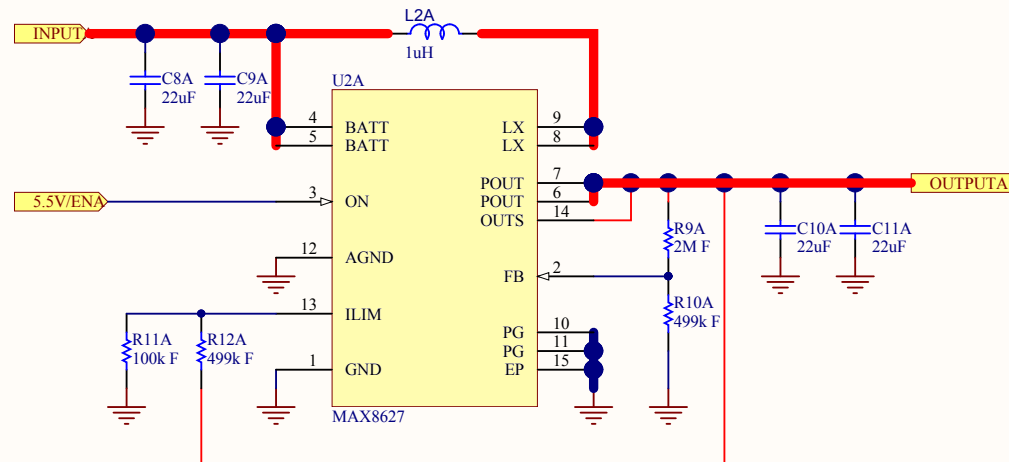 L2A
INPUT
1uH
C8A
22uF
C9A
22uF
U2A
4 BATT
5 BATT
LX 9
LX 8
POUT 7
POUT 6
OUTS 14
OUTPUTA
5.5V/ENA
3 ON
R9A
2M F
C10A
22uF
C11A
22uF
12 AGND
FB 2
R10A
499k F
13 ILIM
R11A
100k F
R12A
499k F
PG 10
PG 11
EP 15
1 GND
MAX8627